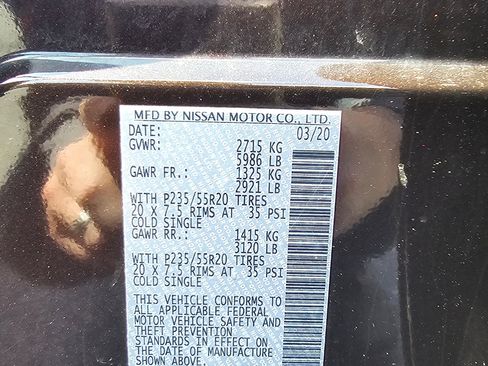 MFD BY NISSAN MOTOR CO., LTD.
DATE: 03/20
GVWR: 2715 KG
5986 LB
GAWR FR.: 1325 KG
2921 LB
WITH P235/55R20 TIRES
20 X 7.5 RIMS AT 35 PSI
COLD SINGLE
GAWR RR.: 1415 KG
3120 LB
WITH P235/55R20 TIRES
20 X 7.5 RIMS AT 35 PSI
COLD SINGLE
THIS VEHICLE CONFORMS TO
ALL APPLICABLE FEDERAL
MOTOR VEHICLE SAFETY AND
THEFT PREVENTION
STANDARDS IN EFFECT ON
THE DATE OF MANUFACTURE
SHOWN ABOVE.